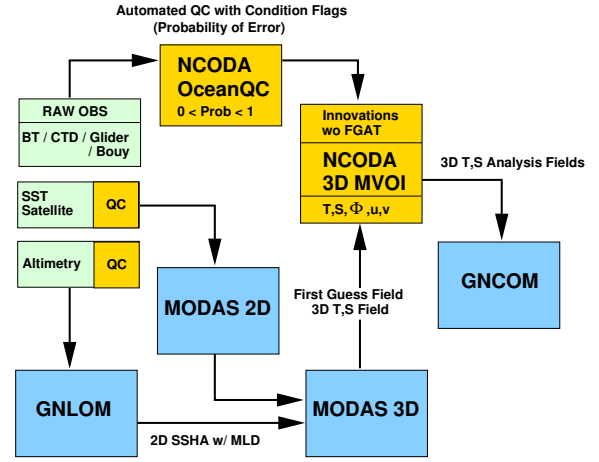 Automated QC with Condition Flags
(Probability of Error)
NCODA
OceanQC
0 < Prob < 1
RAW OBS
BT / CTD / Glider
/ Bouy
Innovations
wo FGAT
NCODA
3D MVOI
T,S, Φ ,u,v
3D T,S Analysis Fields
SST
Satellite
QC
Altimetry
QC
GNCOM
MODAS 2D
First Guess Field
3D T,S Field
GNLOM
MODAS 3D
2D SSHA w/ MLD